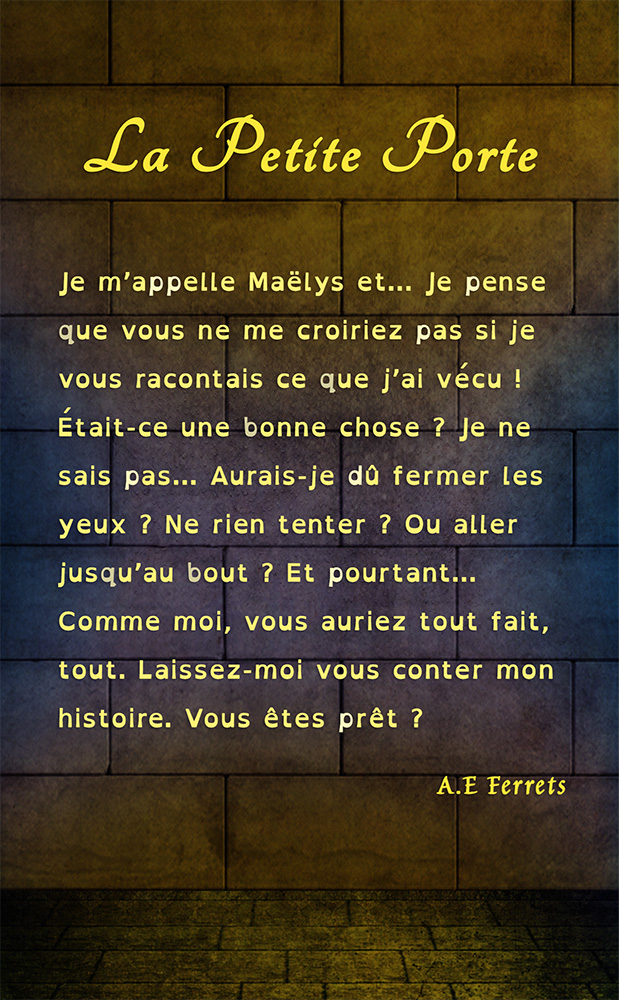 La Petite Porte
Je m’appelle Maëlys et... Je pense
que vous ne me croiriez pas si je
vous racontais ce que j’ai vécu !
Était-ce une bonne chose ? Je ne
sais pas... Aurais-je dû fermer les
yeux ? Ne rien tenter ? Ou aller
jusqu’au bout ? Et pourtant...
Comme moi, vous auriez tout fait,
tout. Laissez-moi vous conter mon
histoire. Vous êtes prêt ?
A.E Ferrets